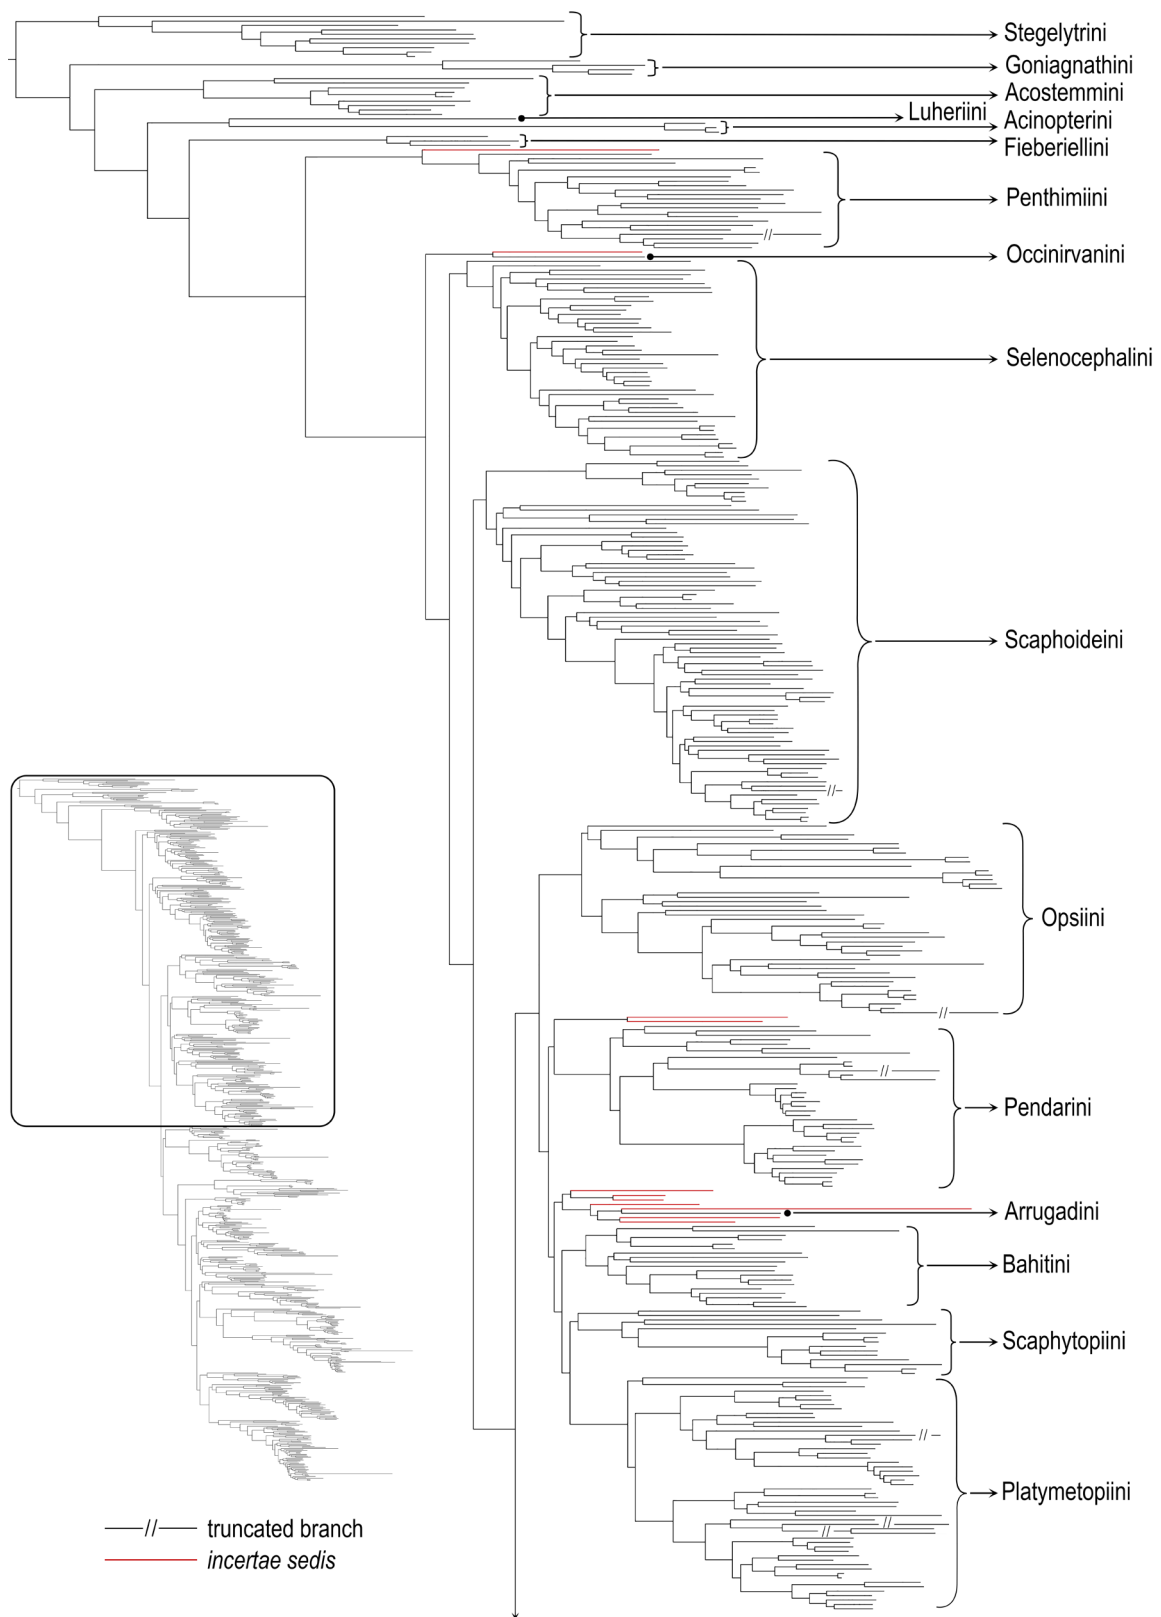 Stegelytrini
Goniagnathini
Acostemmini
Luheriini
Acinopterini
Fieberiellini
Penthimiini
//
Occinirvanini
Selenocephalini
Scaphoideini
//
Opsiini
//
Pendarini
//
Arrugadini
Bahitini
Scaphytopiini
Platymetopiini
//
//
//
// truncated branch
incertae sedis